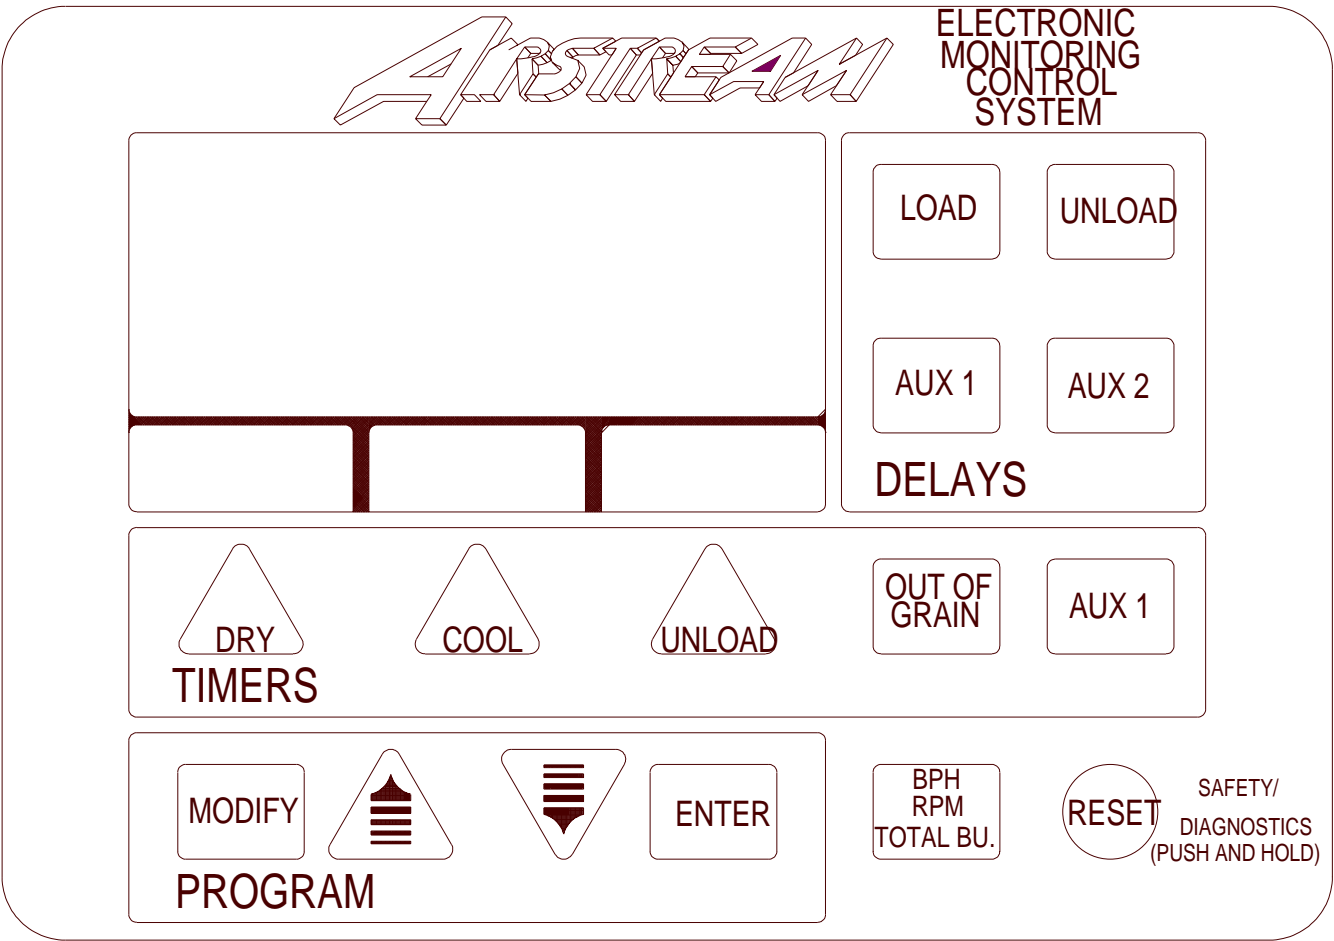 AIRSTREAM
ELECTRONIC
MONITORING
CONTROL
SYSTEM
LOAD
UNLOAD
AUX 1
AUX 2
DELAYS
DRY
COOL
UNLOAD
OUT OF
GRAIN
AUX 1
TIMERS
MODIFY
ENTER
PROGRAM
BPH
RPM
TOTAL BU.
RESET
SAFETY/
DIAGNOSTICS
(PUSH AND HOLD)